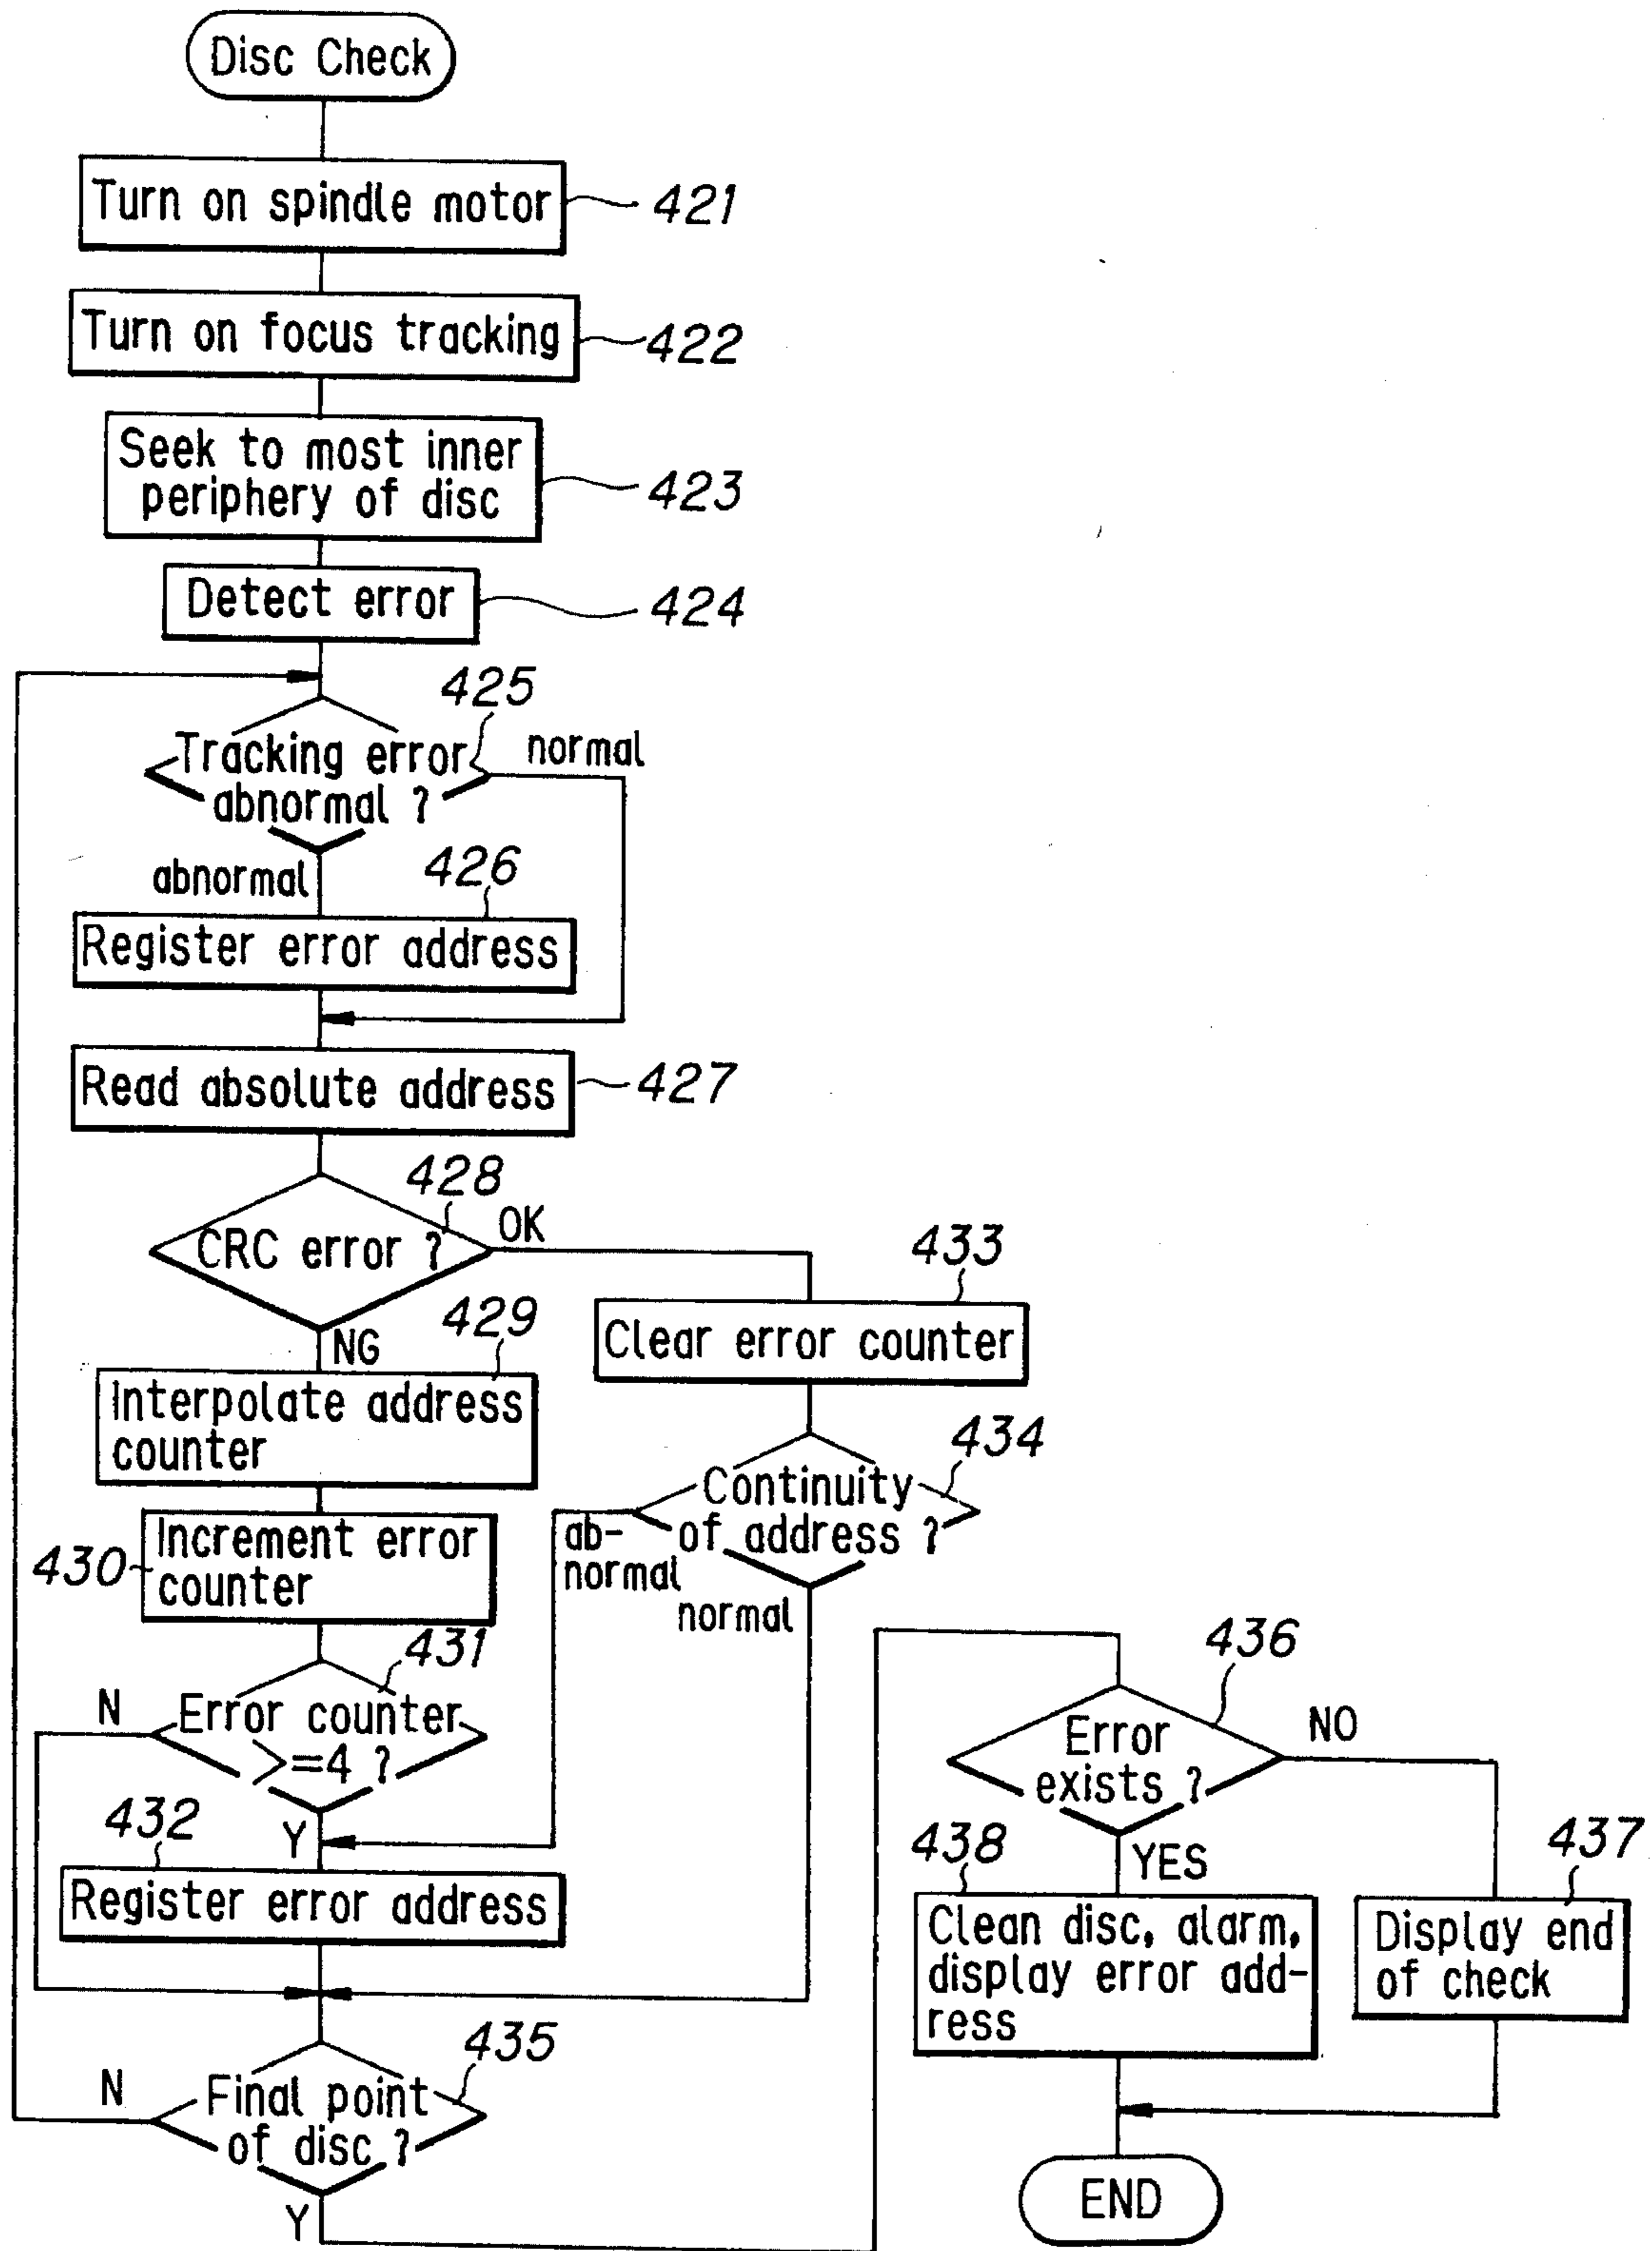 Disc Check
Turn on spindle motor
421
Turn on focus tracking
422
Seek to most inner
periphery of disc
423
Detect error
424
425
Tracking error
abnormal ?
normal
abnormal
426
Register error address
Read absolute address
427
428
CRC error ?
OK
NG
433
Clear error counter
429
Interpolate address
counter
434
Continuity
of address ?
ab-
normal
normal
430
Increment error
counter
431
Error counter
>=4 ?
N
Y
432
Register error address
435
Final point
of disc ?
N
Y
436
Error
exists ?
NO
YES
438
Clean disc, alarm,
display error add-
ress
437
Display end
of check
END